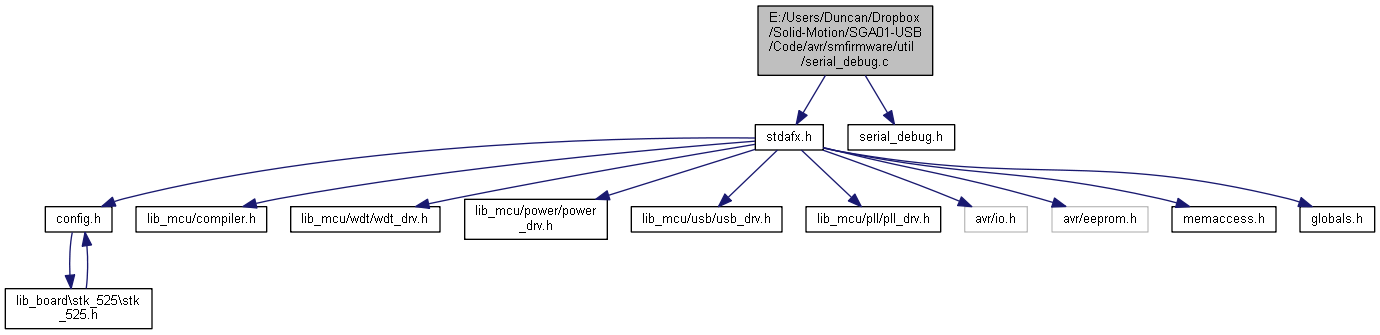 E:/Users/Duncan/Dropbox
/Solid-Motion/SGA01-USB
/Code/avr/smfirmware/util
/serial_debug.c
stdafx.h
serial_debug.h
config.h
lib_mcu/compiler.h
lib_mcu/wdt/wdt_drv.h
lib_mcu/power/power
_drv.h
lib_mcu/usb/usb_drv.h
lib_mcu/pll/pll_drv.h
avr/io.h
avr/eeprom.h
memaccess.h
globals.h
lib_board\stk_525\stk
_525.h